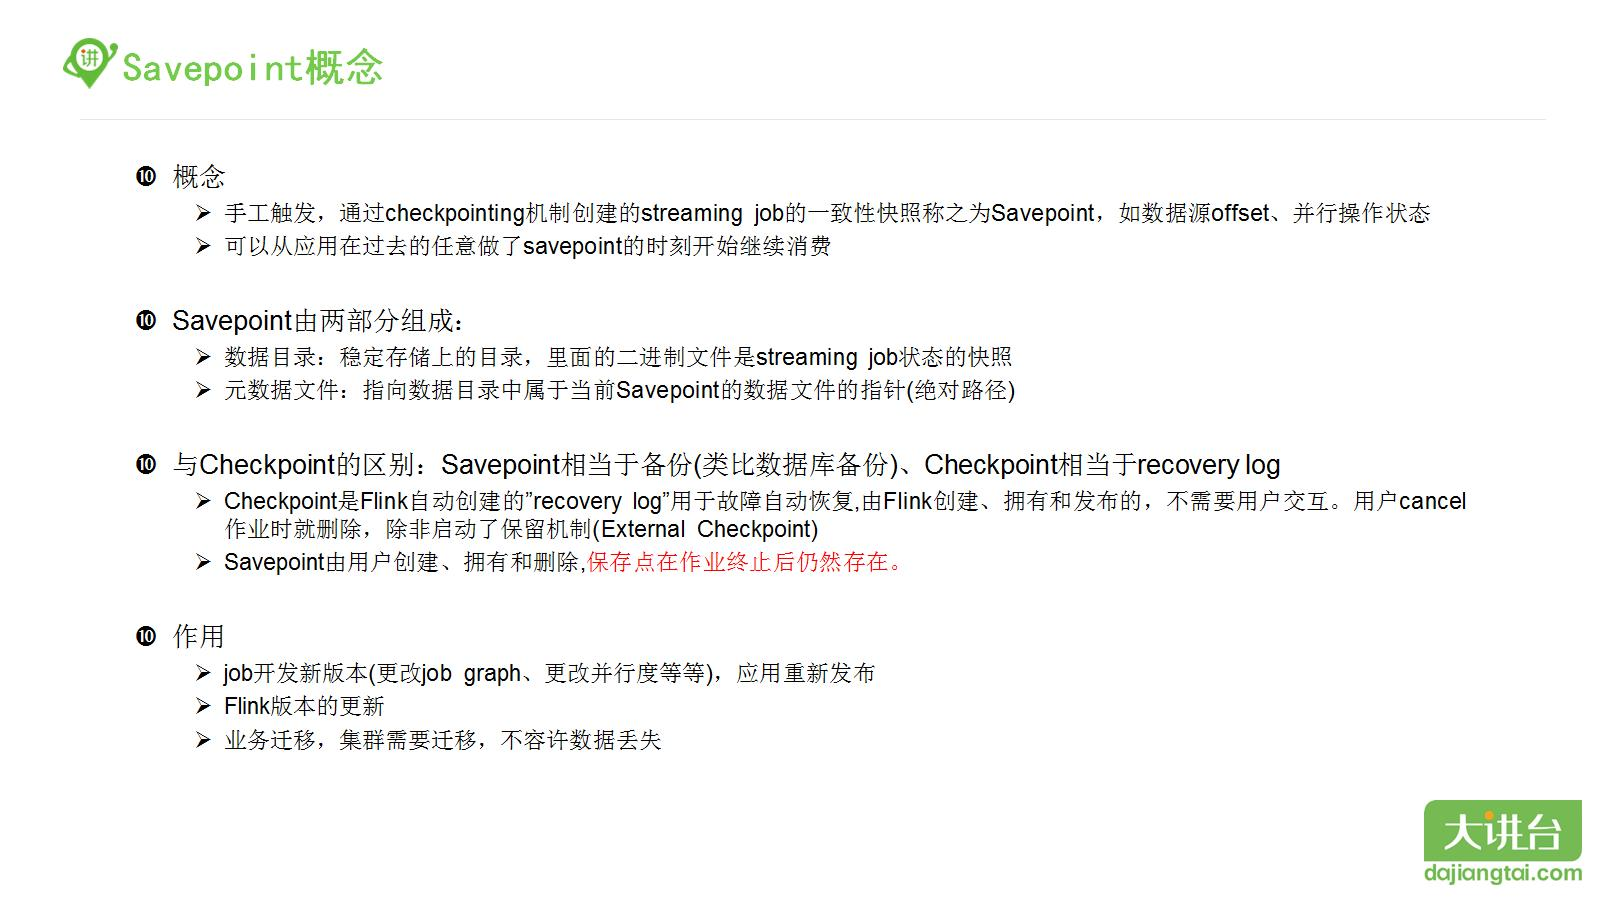 讲
Savepoint概念
❿ 概念
➢ 手工触发，通过checkpointing机制创建的streaming job的一致性快照称之为Savepoint，如数据源offset、并行操作状态
➢ 可以从应用在过去的任意做了savepoint的时刻开始继续消费
❿ Savepoint由两部分组成：
➢ 数据目录：稳定存储上的目录，里面的二进制文件是streaming job状态的快照
➢ 元数据文件：指向数据目录中属于当前Savepoint的数据文件的指针(绝对路径)
❿ 与Checkpoint的区别：Savepoint相当于备份(类比数据库备份)、Checkpoint相当于recovery log
➢ Checkpoint是Flink自动创建的”recovery log”用于故障自动恢复,由Flink创建、拥有和发布的，不需要用户交互。用户cancel
作业时就删除，除非启动了保留机制(External Checkpoint)
➢ Savepoint由用户创建、拥有和删除,保存点在作业终止后仍然存在。
❿ 作用
➢ job开发新版本(更改job graph、更改并行度等等)，应用重新发布
➢ Flink版本的更新
➢ 业务迁移，集群需要迁移，不容许数据丢失
大讲台
dajiangtai.com